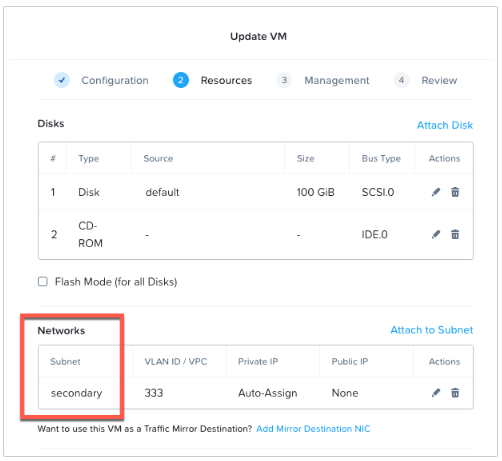 Update VM
Configuration 2 Resources 3 Management 4 Review
Disks Attach Disk
# Type Source Size Bus Type Actions
1 Disk default 100 GiB SCSI.0
2 CD-
ROM - - IDE.0
Flash Mode (for all Disks)
Networks Attach to Subnet
Subnet VLAN ID / VPC Private IP Public IP Actions
secondary 333 Auto-Assign None
Want to use this VM as a Traffic Mirror Destination? Add Mirror Destination NIC